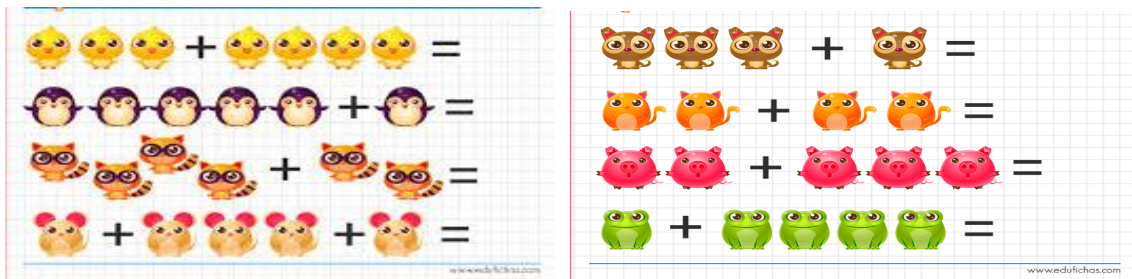 + =
+ =
+ =
+ + =
www.edufichas.com
+ =
+ =
+ =
+ =
www.edufichas.com